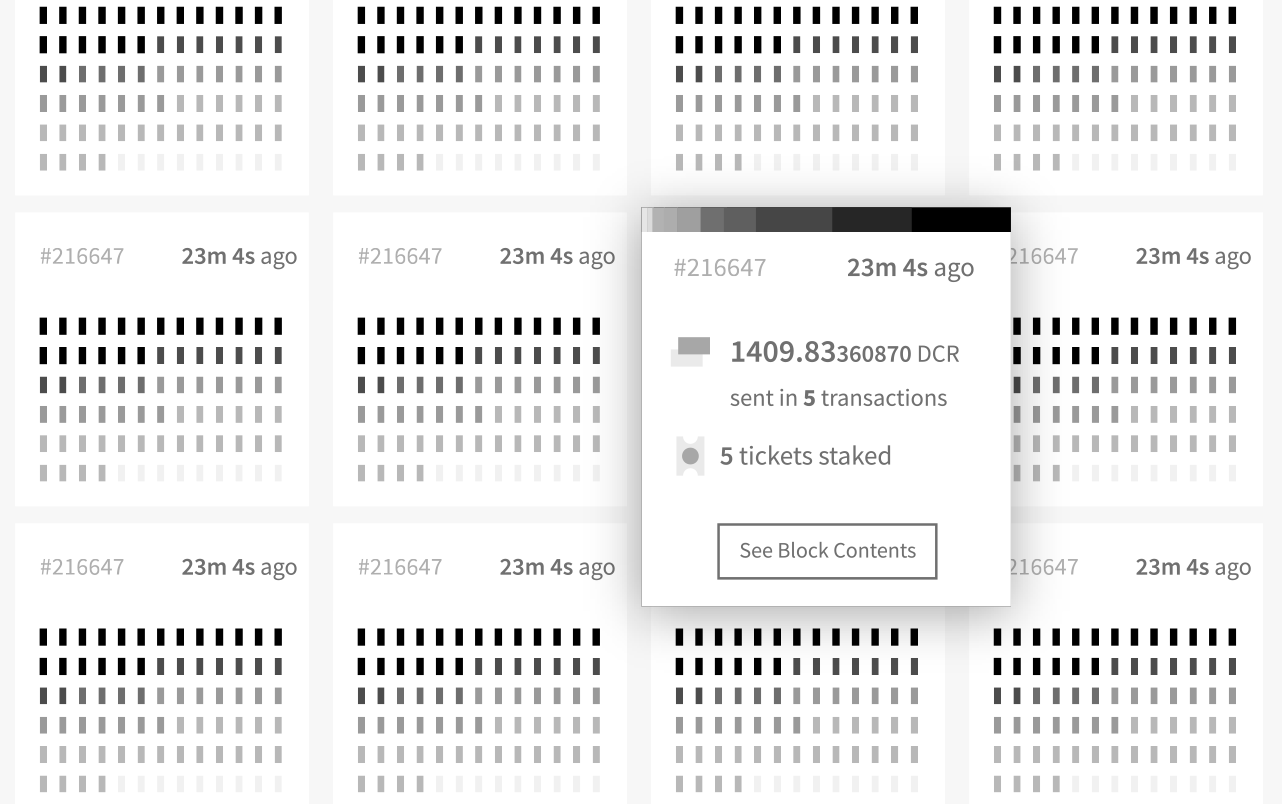 #216647 23m 4s ago
#216647 23m 4s ago
#216647 23m 4s ago
1409.83360870 DCR
sent in 5 transactions
5 tickets staked
See Block Contents
216647 23m 4s ago
#216647 23m 4s ago
#216647 23m 4s ago
216647 23m 4s ago